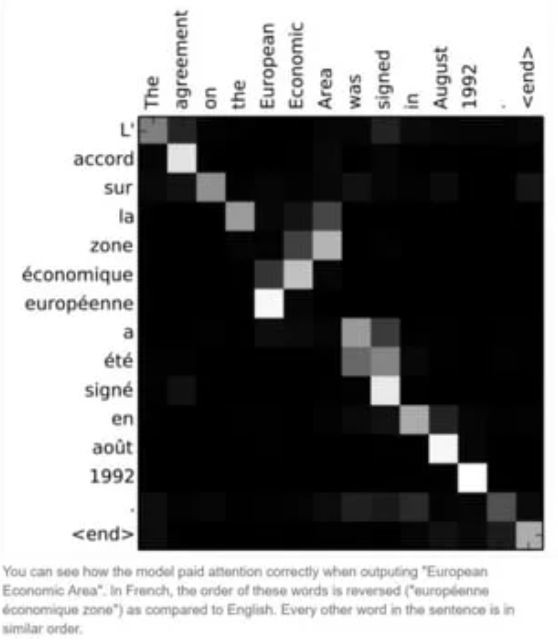 The
agreement
on
the
European
Economic
Area
was
signed
in
August
1992
.
<end>
L'
accord
sur
la
zone
économique
européenne
a
été
signé
en
août
1992
.
<end>
You can see how the model paid attention correctly when outputing "European
Economic Area". In French, the order of these words is reversed ("européenne
économique zone") as compared to English. Every other word in the sentence is in
similar order.